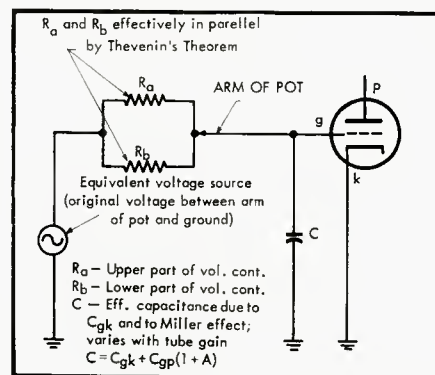 Ra and Rb effectively in parellel
by Thevenin's Theorem
Ra
ARM OF POT
P
g
Rb
k
Equivalent voltage source
(original voltage between arm
of pot and ground)
C
Ra – Upper part of vol. cont.
Rb – Lower part of vol. cont.
C – Eff. capacitance due to
Cgk and to Miller effect;
varies with tube gain
C = Cgk + Cgp(1 + A)